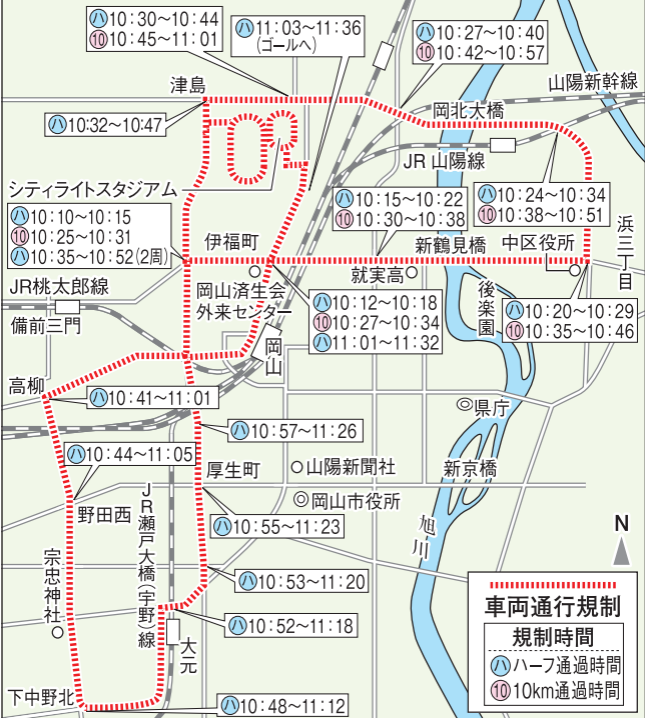 ハ10:30〜10:44
10 10:45〜11:01
ハ11:03〜11:36
(ゴールへ)
ハ10:27〜10:40
10 10:42〜10:57
津島
山陽新幹線
岡北大橋
ハ10:32〜10:47
JR山陽線
シティライトスタジアム
ハ10:15〜10:22
10 10:30〜10:38
ハ10:24〜10:34
10 10:38〜10:51
ハ10:10〜10:15
10 10:25〜10:31
ハ10:35〜10:52(2周)
伊福町
新鶴見橋
中区役所
浜三丁目
就実高
JR桃太郎線
岡山済生会
外来センター
後楽園
備前三門
ハ10:12〜10:18
10 10:27〜10:34
ハ11:01〜11:32
ハ10:20〜10:29
10 10:35〜10:46
岡山
高柳
ハ10:41〜11:01
県庁
ハ10:57〜11:26
ハ10:44〜11:05
厚生町
山陽新聞社
新京橋
岡山市役所
野田西
JR瀬戸大橋(宇野)線
ハ10:55〜11:23
旭川
N
宗忠神社
ハ10:53〜11:20
ハ10:52〜11:18
大元
下中野北
ハ10:48〜11:12
車両通行規制
規制時間
ハ ハーフ通過時間
10 10km通過時間